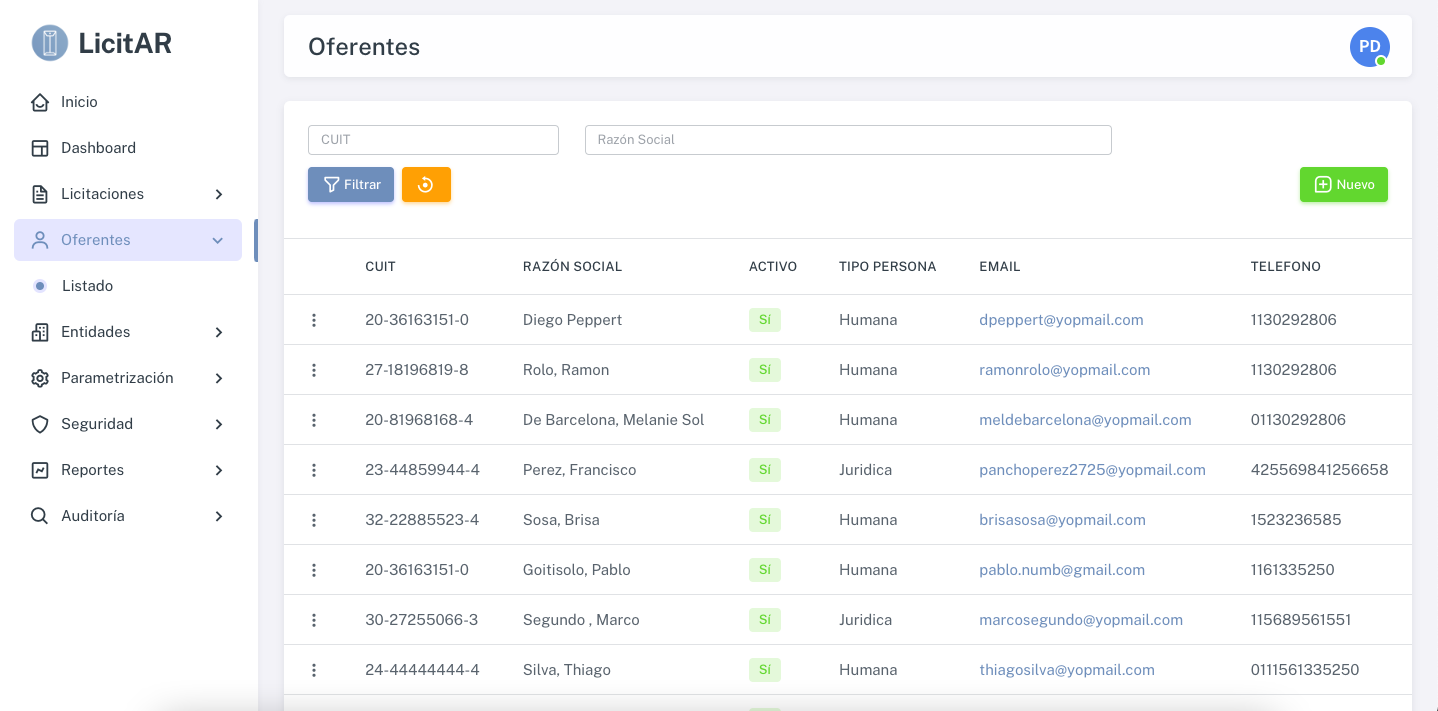 LicitAR
Inicio
Dashboard
Licitaciones
Oferentes
Listado
Entidades
Parametrización
Seguridad
Reportes
Auditoría
Oferentes
PD
CUIT
Razón Social
Filtrar
Nuevo
CUIT RAZÓN SOCIAL ACTIVO TIPO PERSONA EMAIL TELEFONO
20-36163151-0 Diego Peppert Sí Humana dpeppert@yopmail.com 1130292806
27-18196819-8 Rolo, Ramon Sí Humana ramonrolo@yopmail.com 1130292806
20-81968168-4 De Barcelona, Melanie Sol Sí Humana meldebarcelona@yopmail.com 01130292806
23-44859944-4 Perez, Francisco Sí Juridica panchoperez2725@yopmail.com 425569841256658
32-22885523-4 Sosa, Brisa Sí Humana brisasosa@yopmail.com 1523236585
20-36163151-0 Goitisolo, Pablo Sí Humana pablo.numb@gmail.com 1161335250
30-27255066-3 Segundo , Marco Sí Juridica marcosegundo@yopmail.com 115689561551
24-44444444-4 Silva, Thiago Sí Humana thiagosilva@yopmail.com 0111561335250